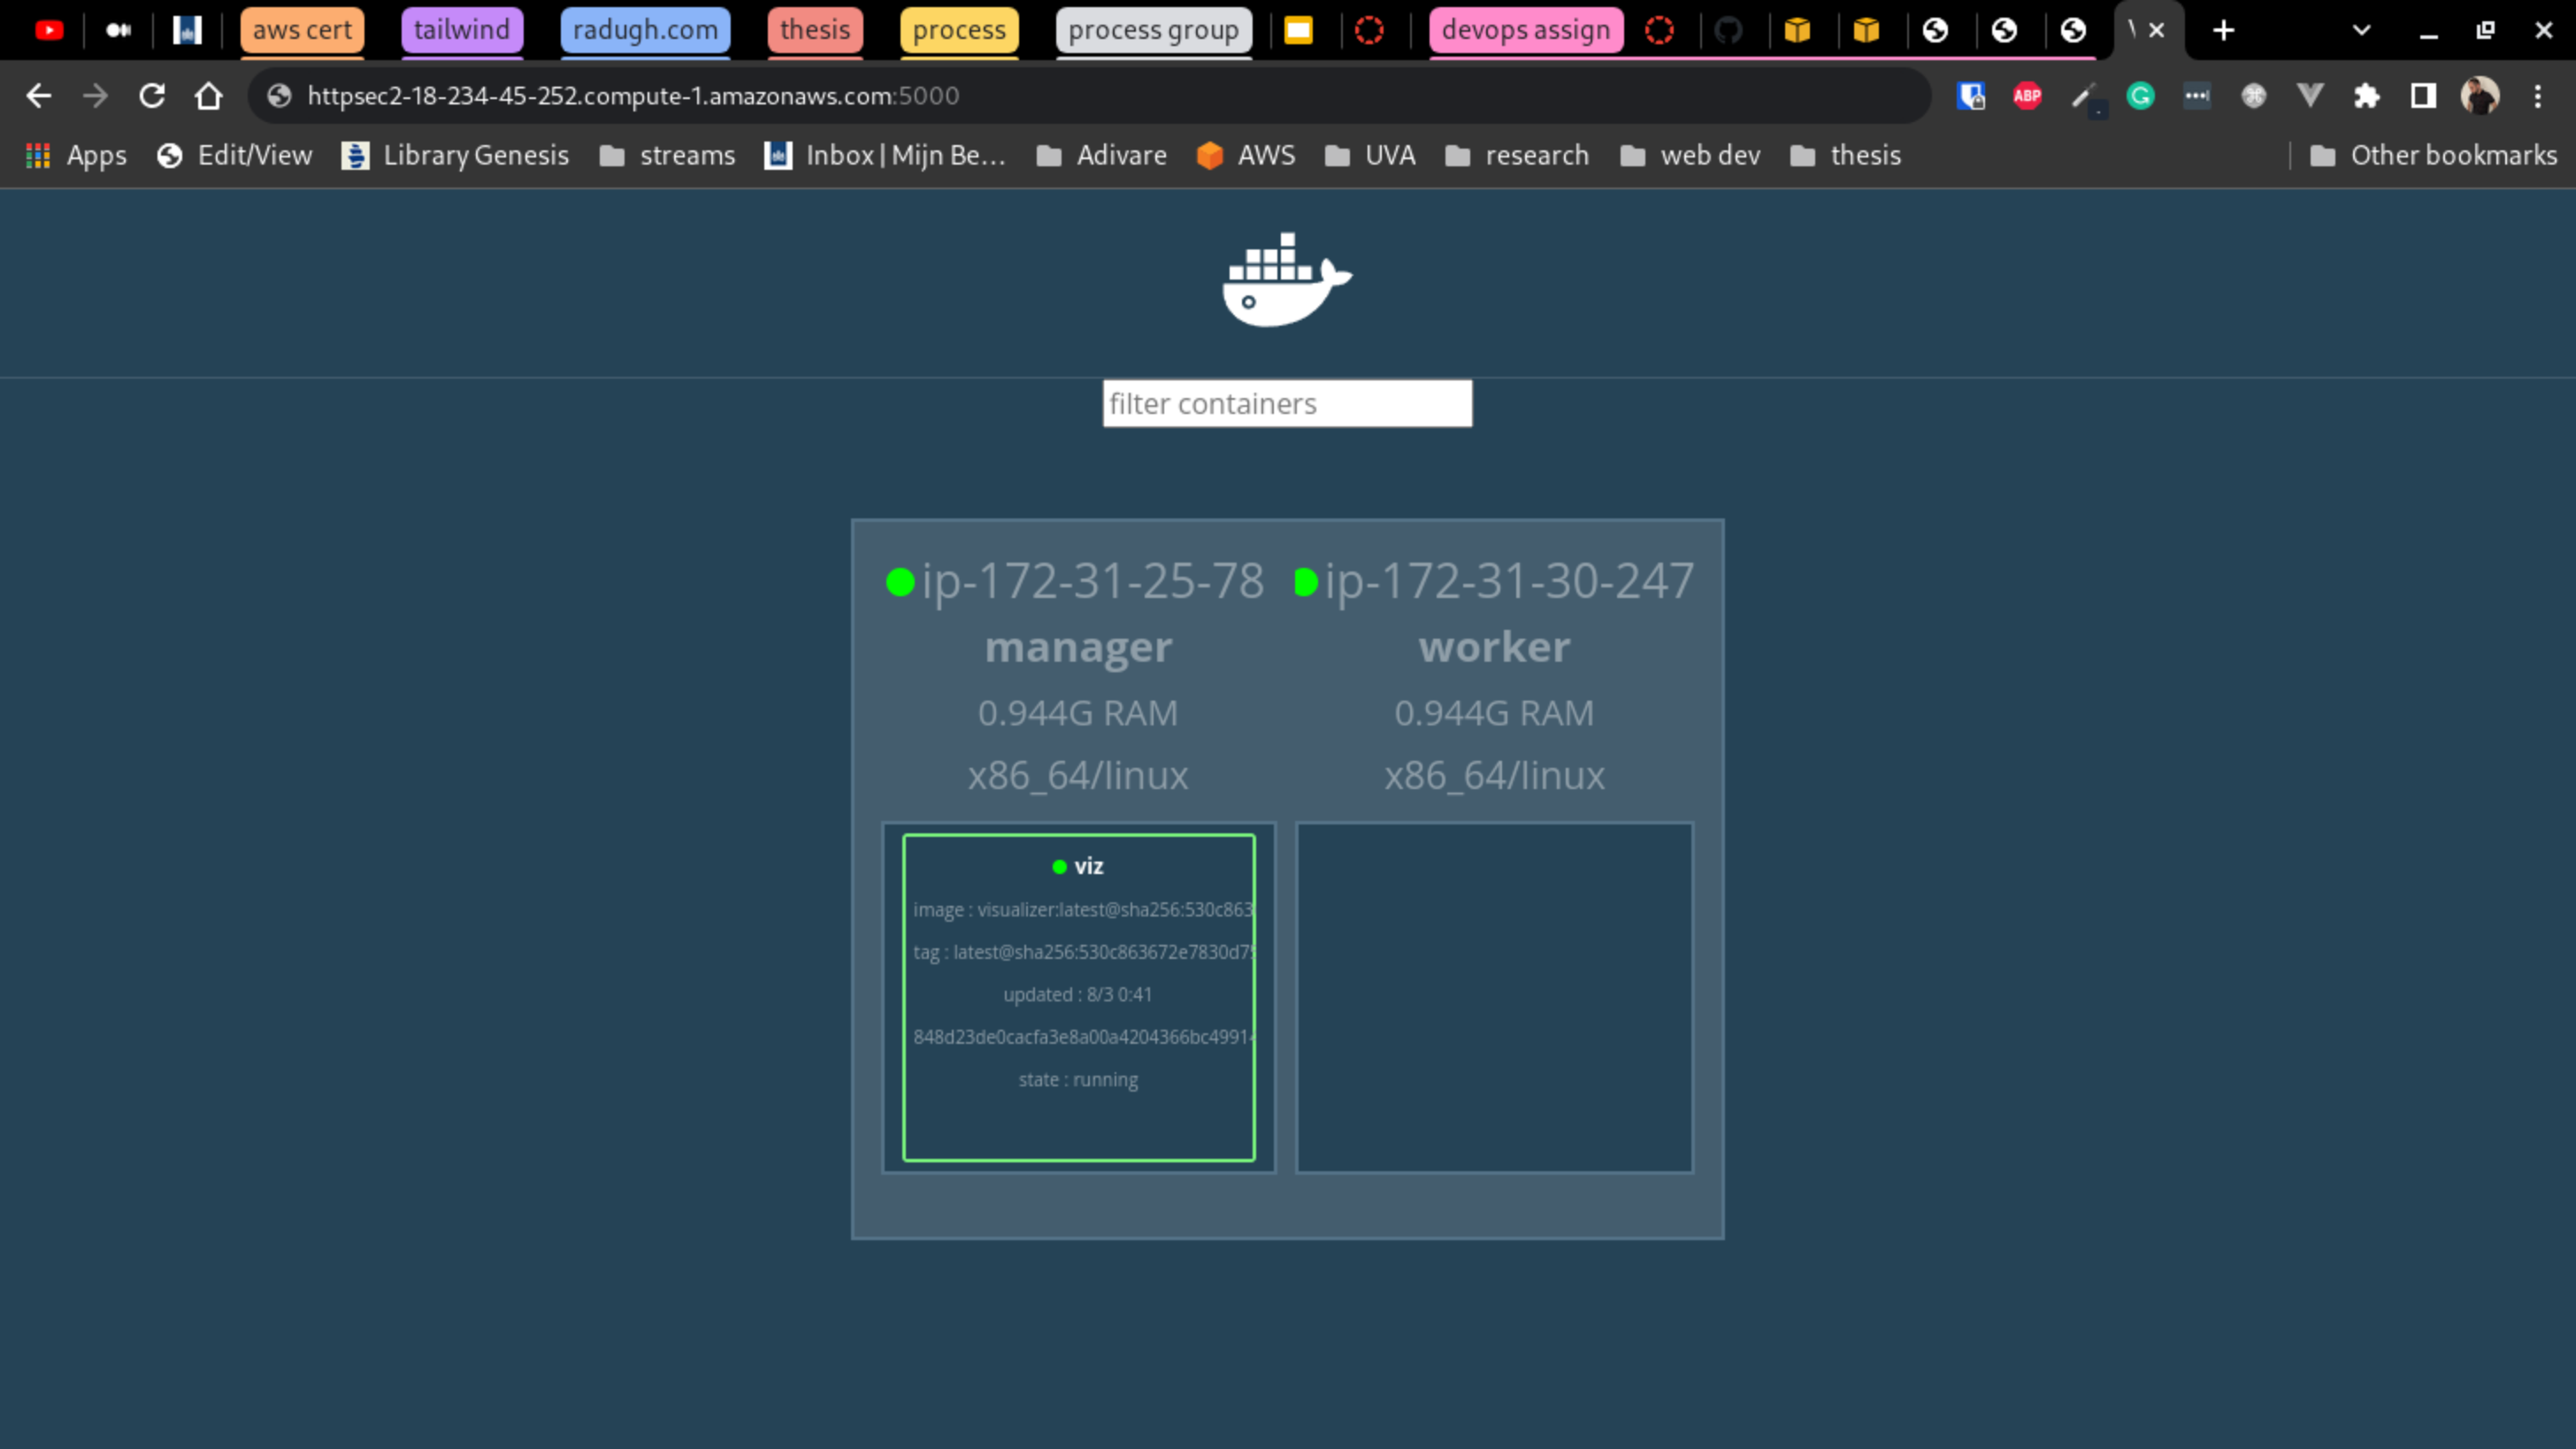 aws cert tailwind radugh.com thesis process process group devops assign
httpsec2-18-234-45-252.compute-1.amazonaws.com:5000 ABP
Apps Edit/View Library Genesis streams Inbox | Mijn Be... Adivare AWS UVA research web dev thesis Other bookmarks
filter containers
ip-172-31-25-78 ip-172-31-30-247
manager worker
0.944G RAM 0.944G RAM
x86_64/linux x86_64/linux
viz
image : visualizer:latest@sha256:530c863
tag : latest@sha256:530c863672e7830d7
updated : 8/3 0:41
848d23de0cacfa3e8a00a4204366bc49914
state : running